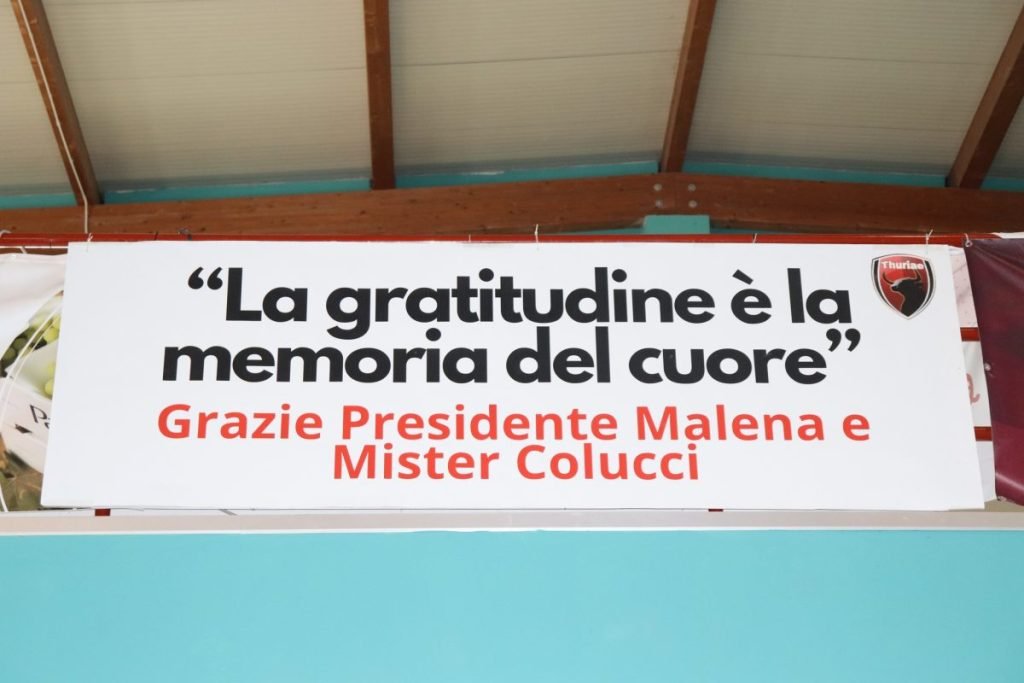 “La gratitudine è la
memoria del cuore”
Grazie Presidente Malena e
Mister Colucci
Thuriae